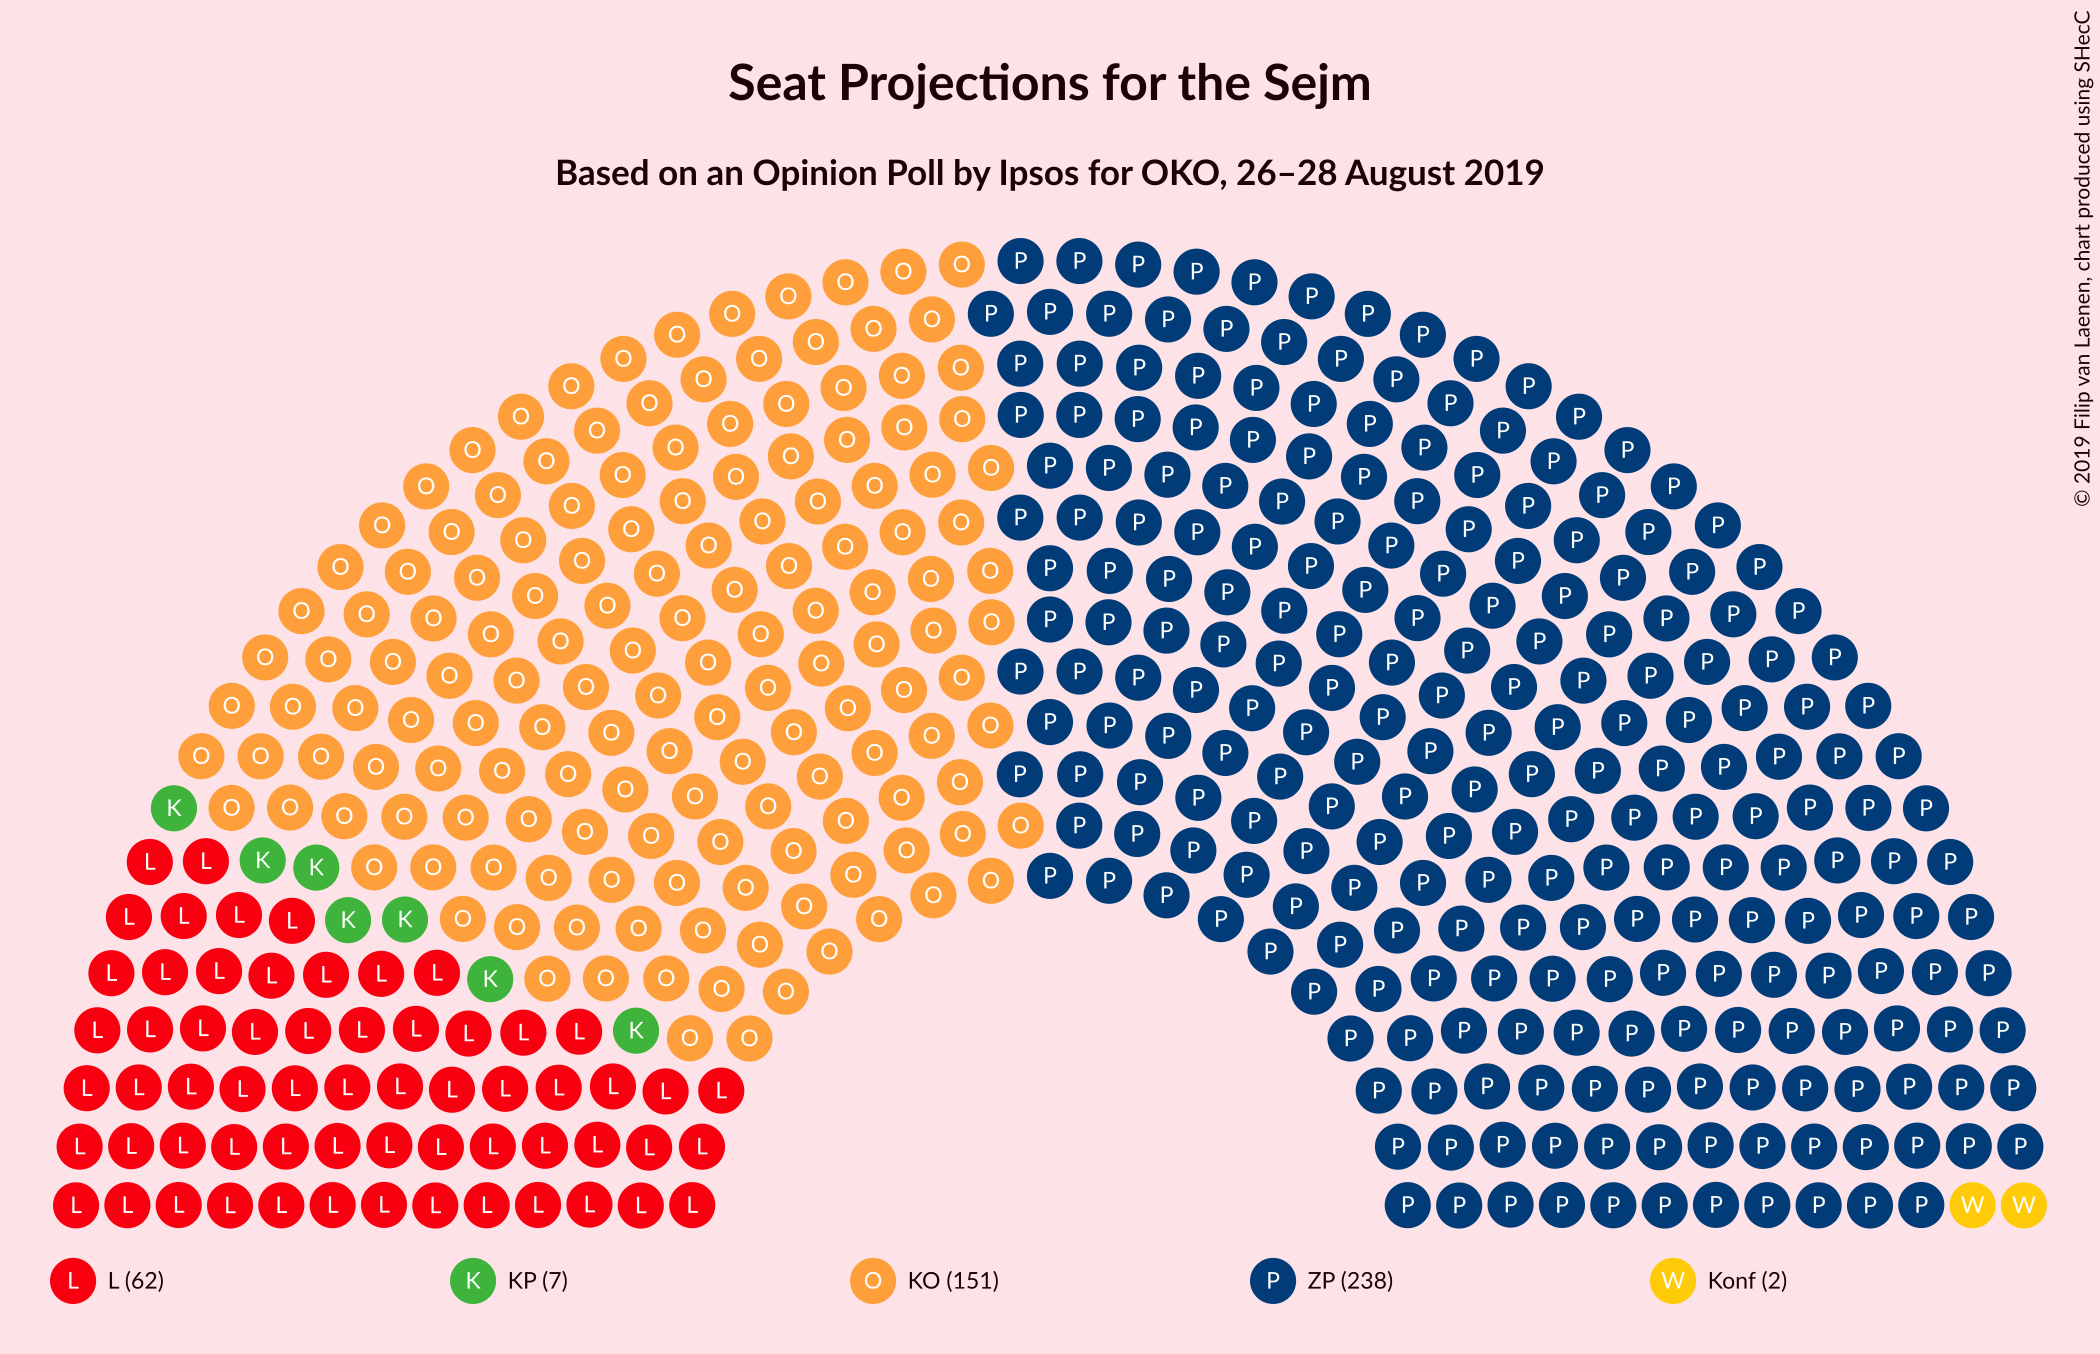 Seat Projections for the Sejm
Based on an Opinion Poll by Ipsos for OKO, 26–28 August 2019
© 2019 Filip van Laenen, chart produced using SHecC
L L (62)
K KP (7)
O KO (151)
P ZP (238)
W Konf (2)